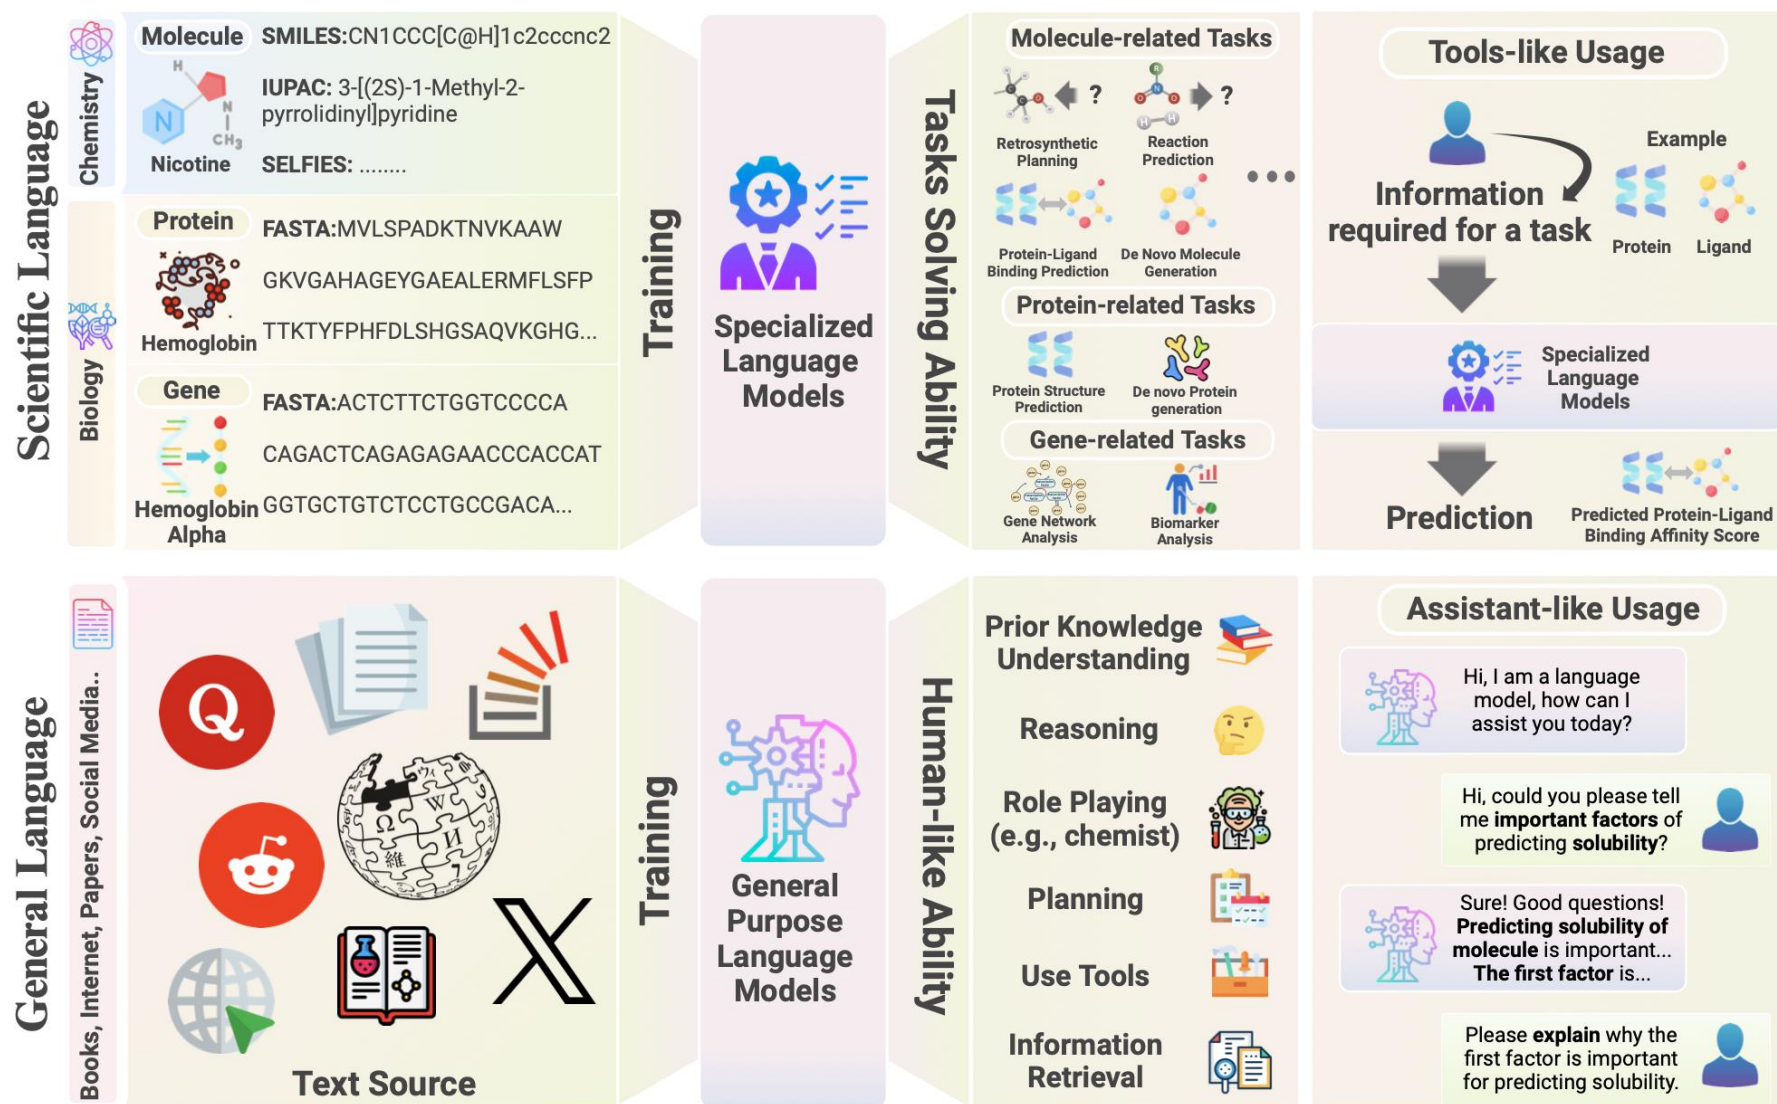 Scientific Language
Chemistry
Molecule
Nicotine
H
N
N
CH3
SMILES:CN1CCC[C@H]1c2cccnc2
IUPAC: 3-[(2S)-1-Methyl-2-
pyrrolidinyl]pyridine
SELFIES: ........
Biology
Protein
Hemoglobin
FASTA:MVLSPADKTNVKAAW
GKVGAHAGEYGAEALERMFLSFP
TTKTYFPHFDLSHGSAQVKGHG...
Gene
Hemoglobin
Alpha
FASTA:ACTCTTCTGGTCCCCA
CAGACTCAGAGAGAACCCACCAT
GGTGCTGTCTCCTGCCGACA...
Training
Specialized
Language
Models
Tasks Solving Ability
Molecule-related Tasks
?
Retrosynthetic
Planning
R
N
O
O
H
H
?
Reaction
Prediction
Protein-Ligand
Binding Prediction
De Novo Molecule
Generation
Protein-related Tasks
Protein Structure
Prediction
De novo Protein
generation
Gene-related Tasks
Gene Network
Analysis
Biomarker
Analysis
Tools-like Usage
Information
required for a task
Example
Protein
Ligand
Specialized
Language
Models
Prediction
Predicted Protein-Ligand
Binding Affinity Score
General Language
Books, Internet, Papers, Social Media..
Q
W
Ω
И
維
X
Text Source
Training
General
Purpose
Language
Models
Human-like Ability
Prior Knowledge
Understanding
Reasoning
Role Playing
(e.g., chemist)
Planning
Use Tools
Information
Retrieval
Assistant-like Usage
Hi, I am a language
model, how can I
assist you today?
Hi, could you please tell
me important factors of
predicting solubility?
Sure! Good questions!
Predicting solubility of
molecule is important...
The first factor is...
Please explain why the
first factor is important
for predicting solubility.